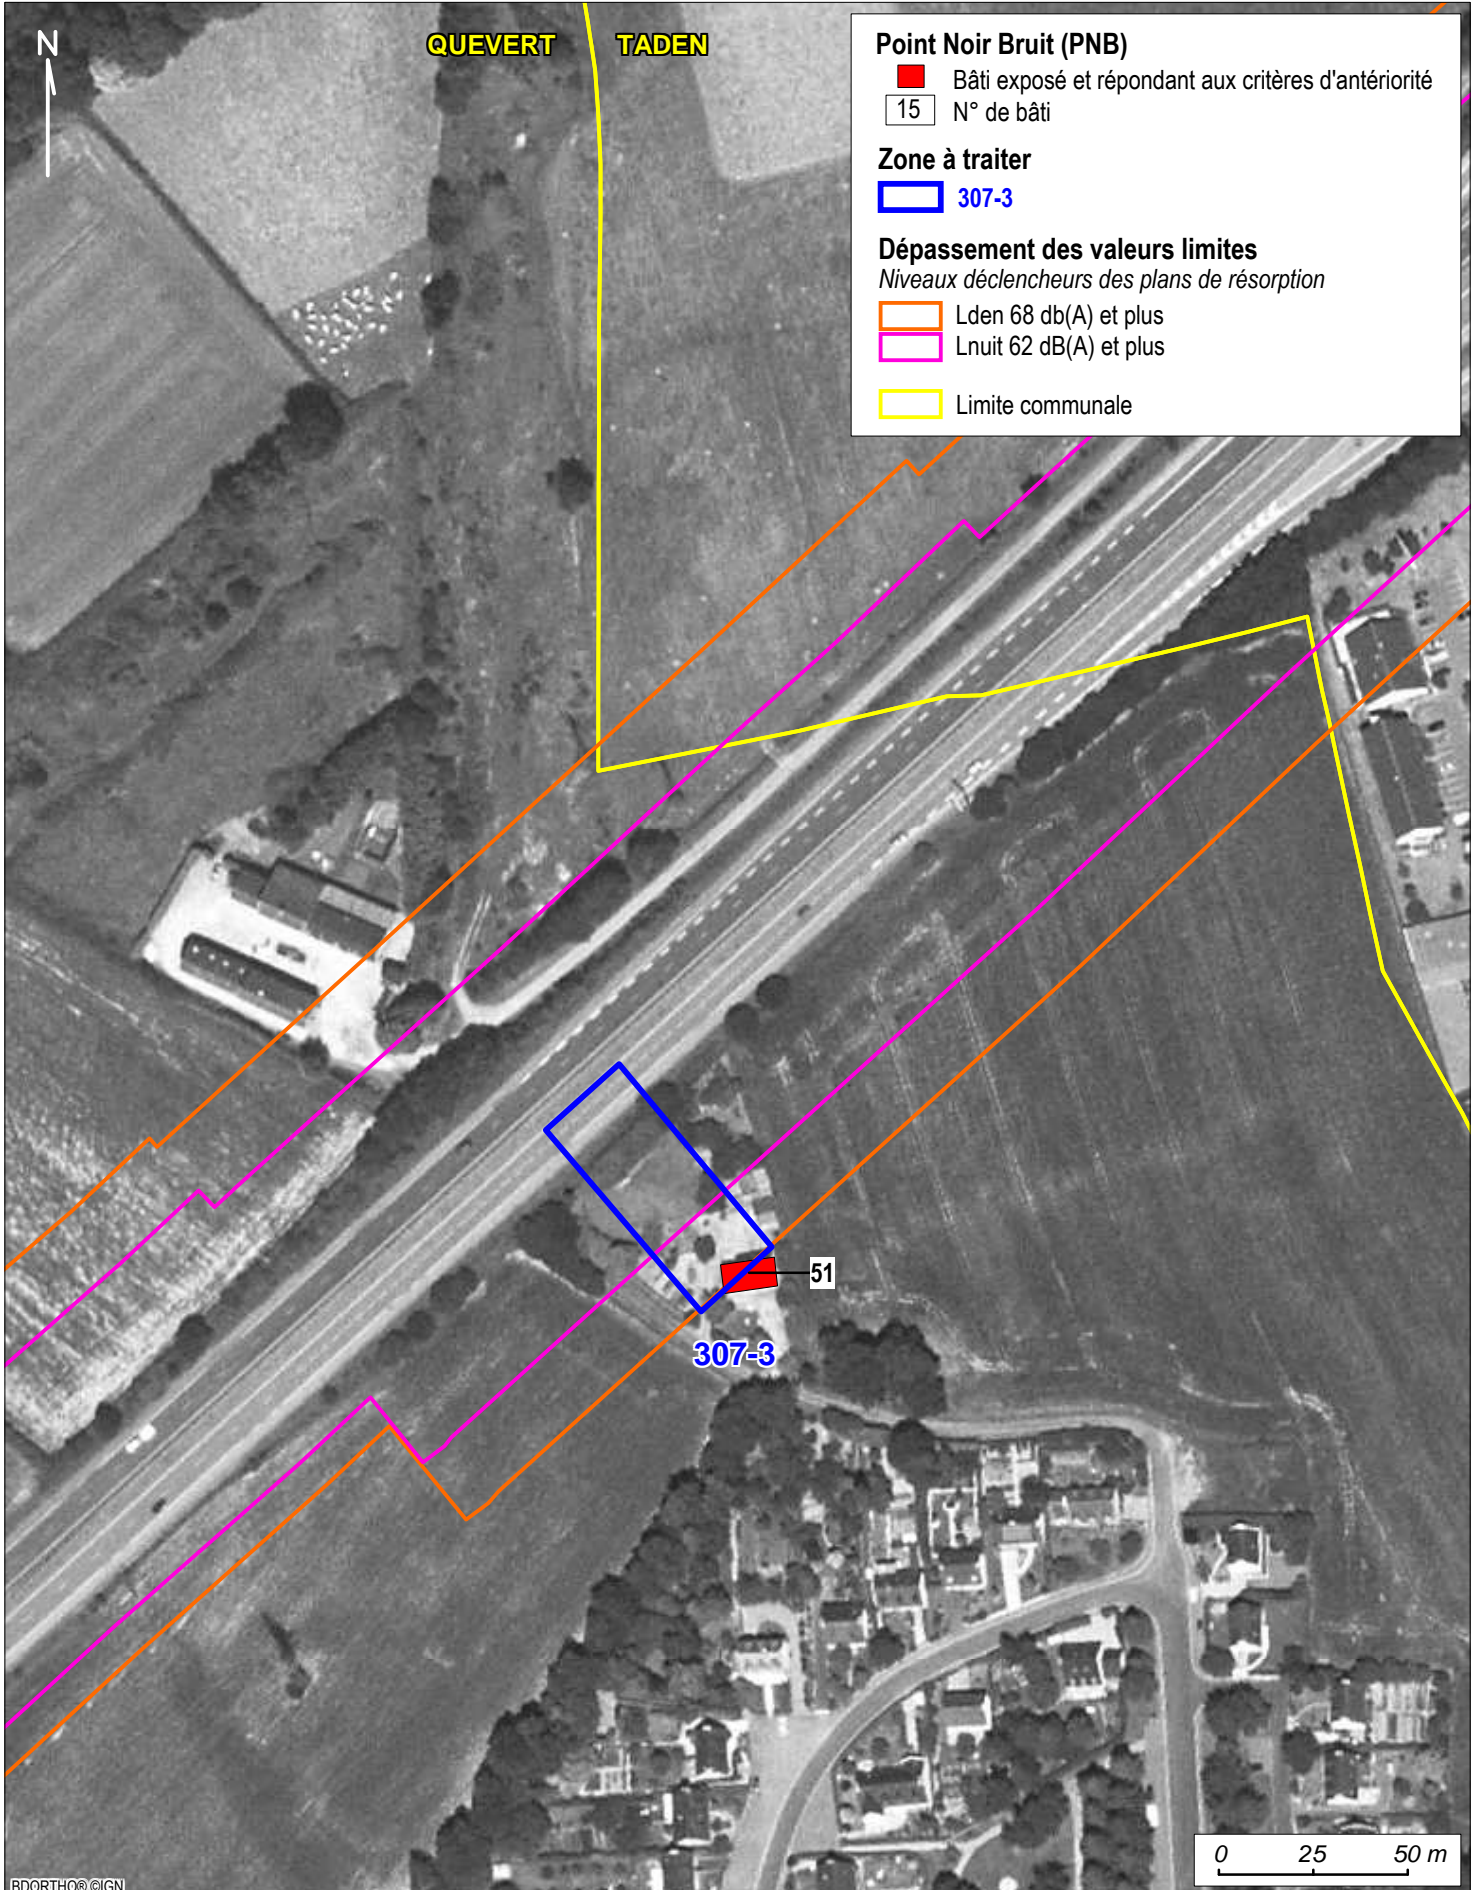 N
QUEVERT TADEN
Point Noir Bruit (PNB)
Bâti exposé et répondant aux critères d'antériorité
15 N° de bâti
Zone à traiter
307-3
Dépassement des valeurs limites
Niveaux déclencheurs des plans de résorption
Lden 68 db(A) et plus
Lnuit 62 dB(A) et plus
Limite communale
51
307-3
0 25 50 m
BDORTHO® ©IGN